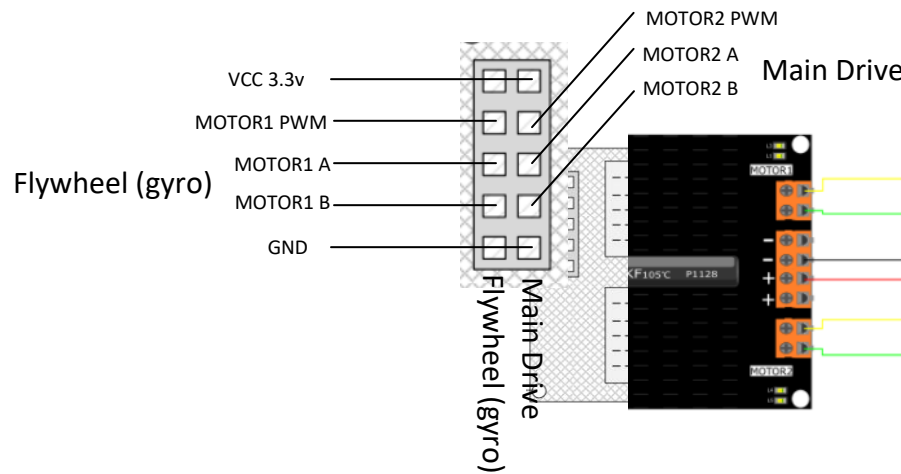 MOTOR2 PWM
MOTOR2 A
MOTOR2 B
Main Drive
VCC 3.3v
MOTOR1 PWM
MOTOR1 A
MOTOR1 B
GND
Flywheel (gyro)
Main Drive
Flywheel (gyro)
MOTOR1
-
-
+
+
KF105℃ P1128
MOTOR2